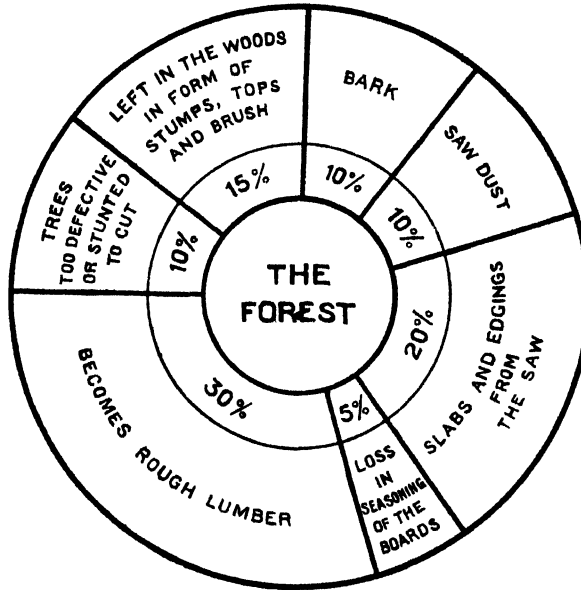 LEFT IN THE WOODS
IN FORM OF
STUMPS, TOPS
AND BRUSH
15%
BARK
10%
SAW DUST
10%
SLABS AND EDGINGS
FROM
THE SAW
20%
LOSS
IN
SEASONING
OF THE
BOARDS
5%
BECOMES ROUGH LUMBER
30%
TREES
TOO DEFECTIVE
OR STUNTED
TO CUT
10%
THE
FOREST